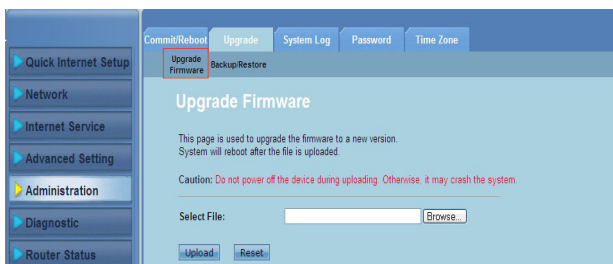 Commit/Reboot Upgrade System Log Password Time Zone
Upgrade Firmware Backup/Restore
Quick Internet Setup
Network
Internet Service
Advanced Setting
Administration
Diagnostic
Router Status
Upgrade Firmware
This page is used to upgrade the firmware to a new version.
System will reboot after the file is uploaded.
Caution: Do not power off the device during uploading. Otherwise, it may crash the system.
Select File: Browse...
Upload Reset